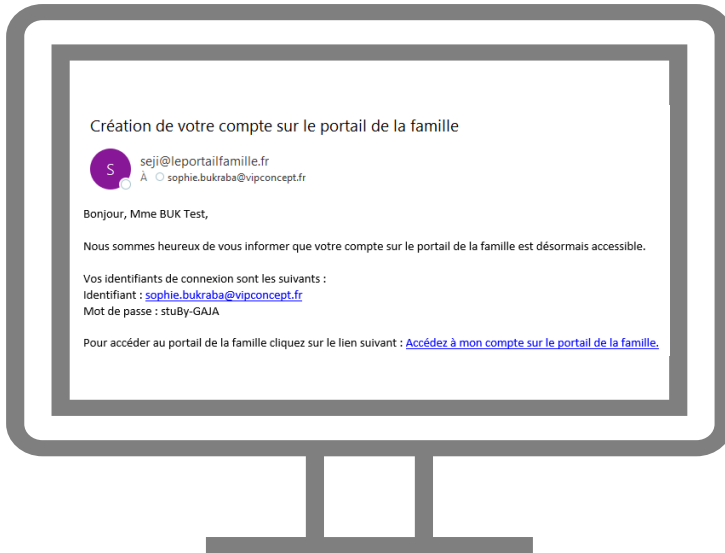 Création de votre compte sur le portail de la famille
S
seji@leportailfamille.fr
À sophie.bukraba@vipconcept.fr
Bonjour, Mme BUK Test,
Nous sommes heureux de vous informer que votre compte sur le portail de la famille est désormais accessible.
Vos identifiants de connexion sont les suivants :
Identifiant : sophie.bukraba@vipconcept.fr
Mot de passe : stuBy-GAJA
Pour accéder au portail de la famille cliquez sur le lien suivant : Accédez à mon compte sur le portail de la famille.